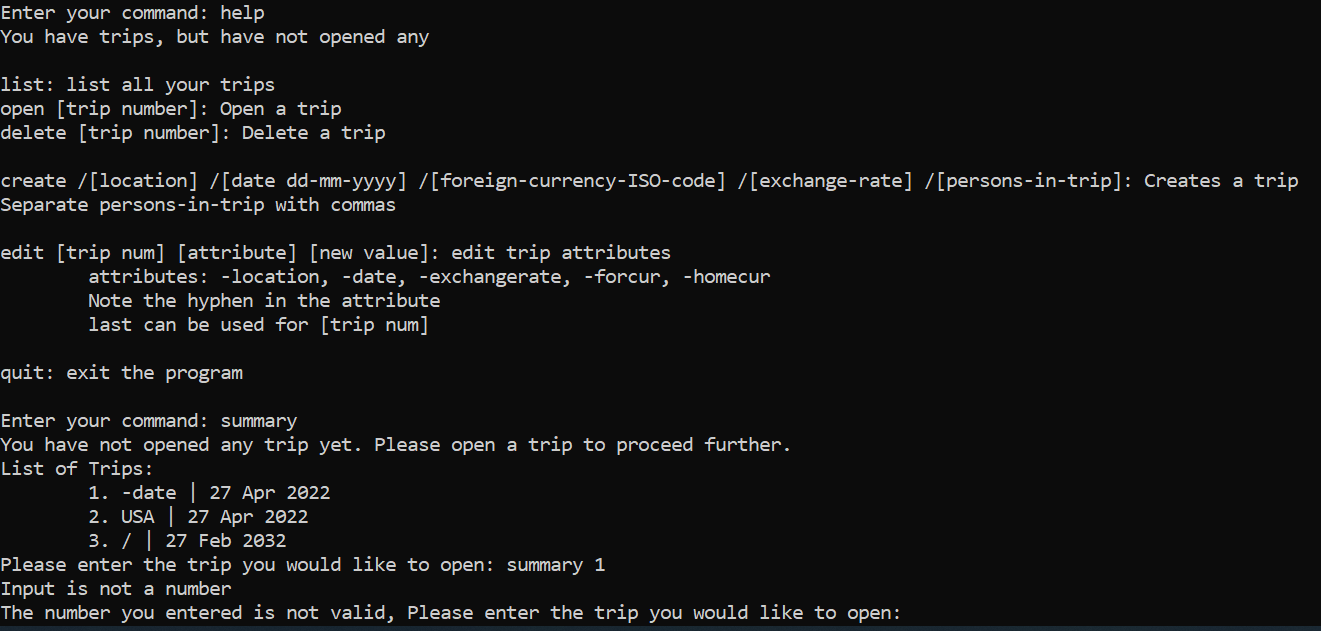 Enter your command: help
You have trips, but have not opened any
list: list all your trips
open [trip number]: Open a trip
delete [trip number]: Delete a trip
create /[location] /[date dd-mm-yyyy] /[foreign-currency-ISO-code] /[exchange-rate] /[persons-in-trip]: Creates a trip
Separate persons-in-trip with commas
edit [trip num] [attribute] [new value]: edit trip attributes
attributes: -location, -date, -exchangerate, -forcur, -homecur
Note the hyphen in the attribute
last can be used for [trip num]
quit: exit the program
Enter your command: summary
You have not opened any trip yet. Please open a trip to proceed further.
List of Trips:
1. -date | 27 Apr 2022
2. USA | 27 Apr 2022
3. / | 27 Feb 2032
Please enter the trip you would like to open: summary 1
Input is not a number
The number you entered is not valid, Please enter the trip you would like to open: